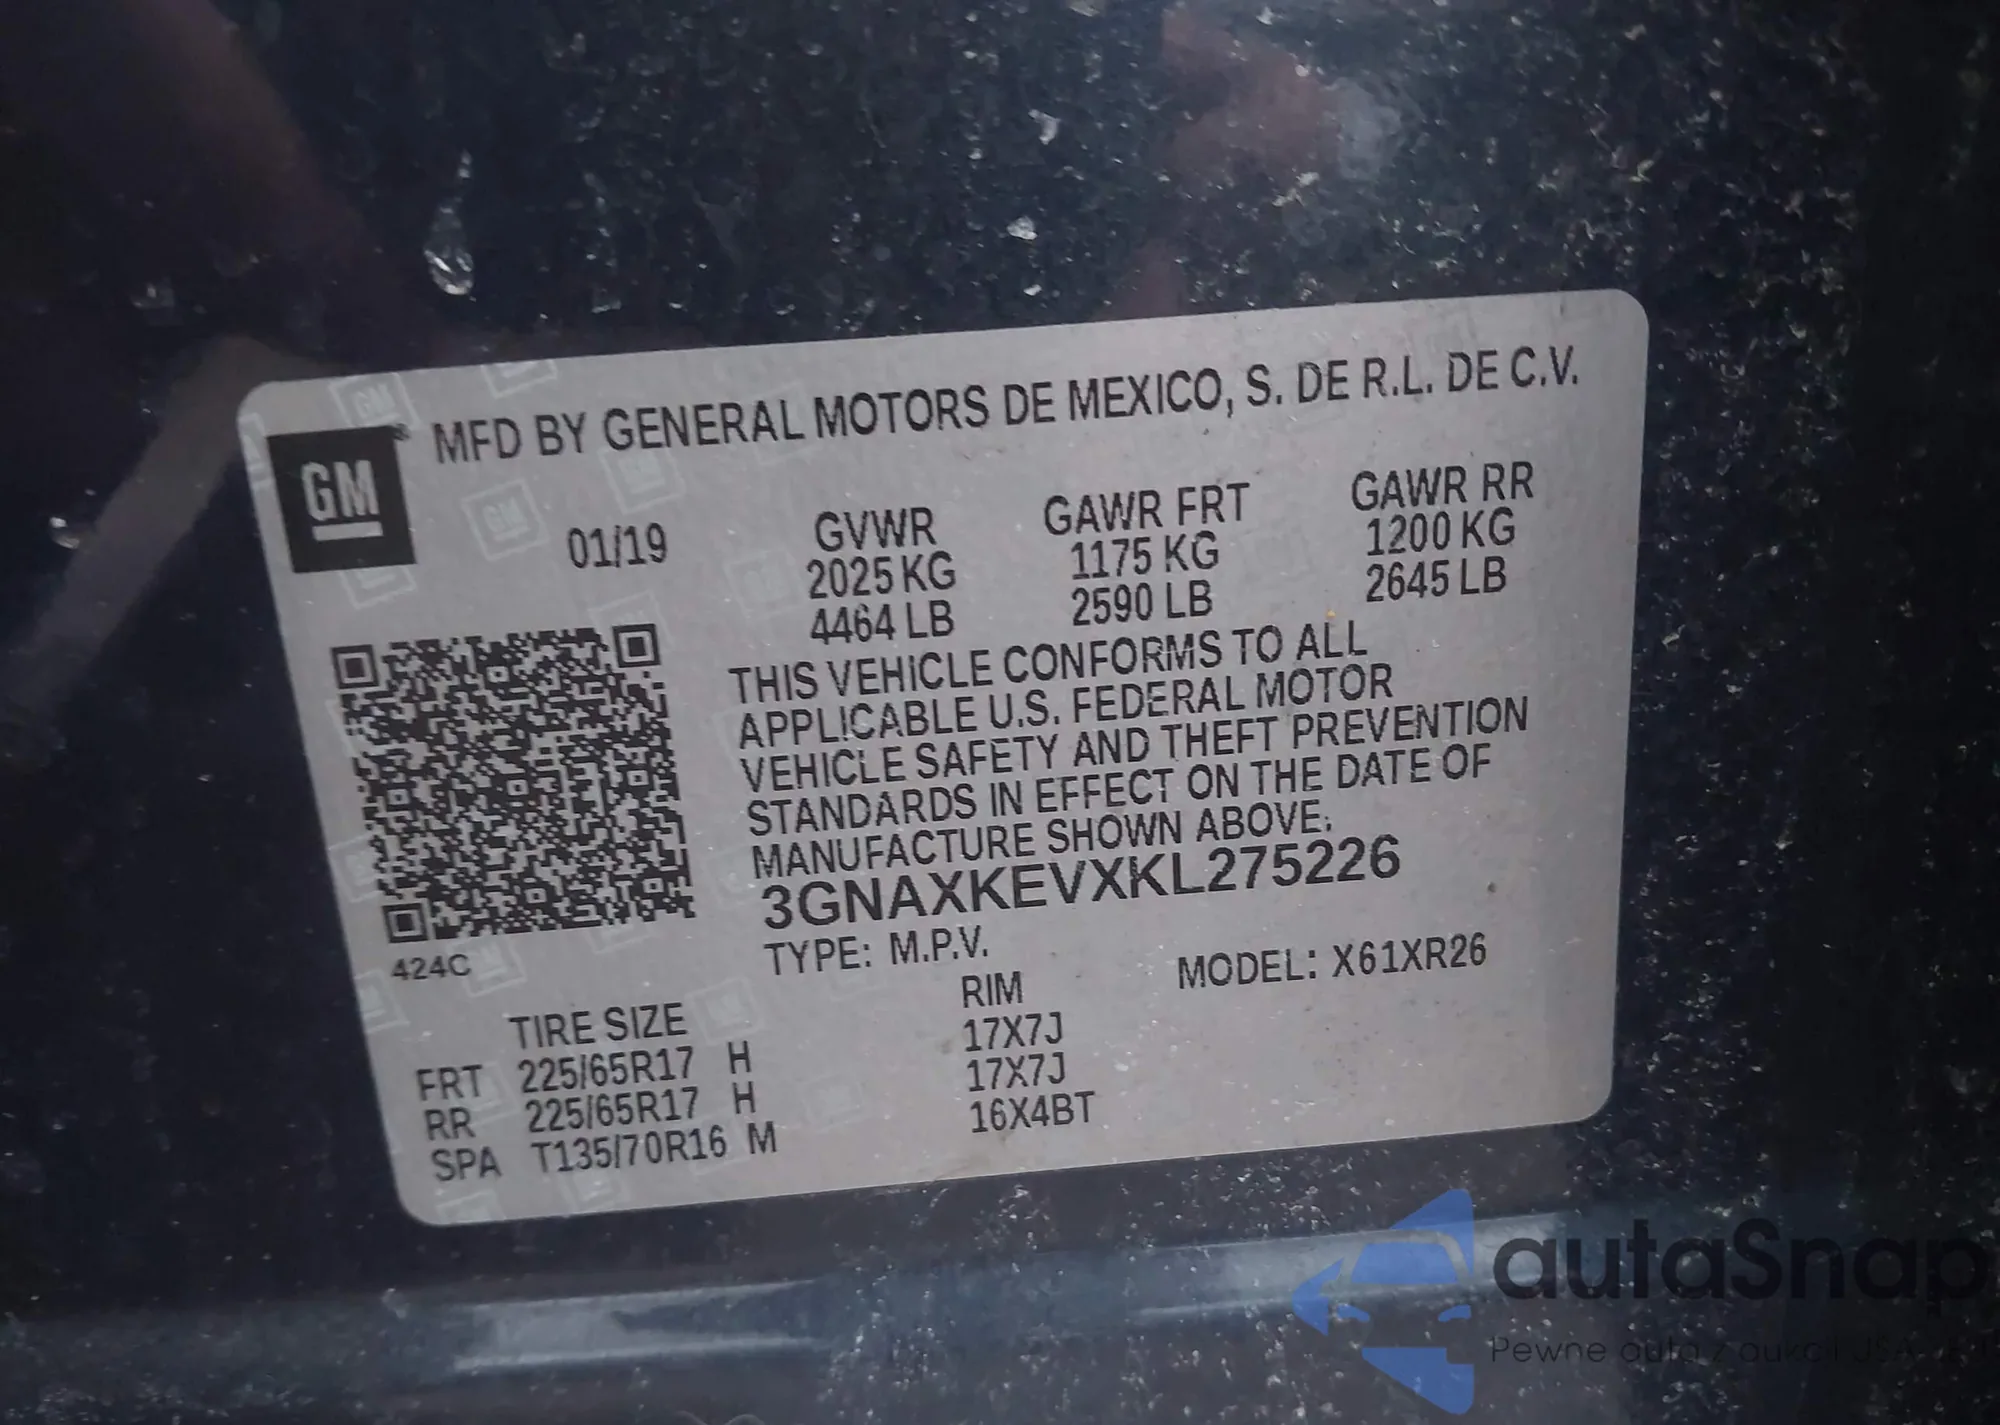 GM
MFD BY GENERAL MOTORS DE MEXICO, S. DE R.L. DE C.V.
01/19 GVWR GAWR FRT GAWR RR
2025 KG 1175 KG 1200 KG
4464 LB 2590 LB 2645 LB
THIS VEHICLE CONFORMS TO ALL
APPLICABLE U.S. FEDERAL MOTOR
VEHICLE SAFETY AND THEFT PREVENTION
STANDARDS IN EFFECT ON THE DATE OF
MANUFACTURE SHOWN ABOVE.
3GNAXKEVXKL275226
424C
TYPE: M.P.V. MODEL: X61XR26
TIRE SIZE RIM
FRT 225/65R17 H 17X7J
RR 225/65R17 H 17X7J
SPA T135/70R16 M 16X4BT
autaSnap
Pewne auta z aukcji